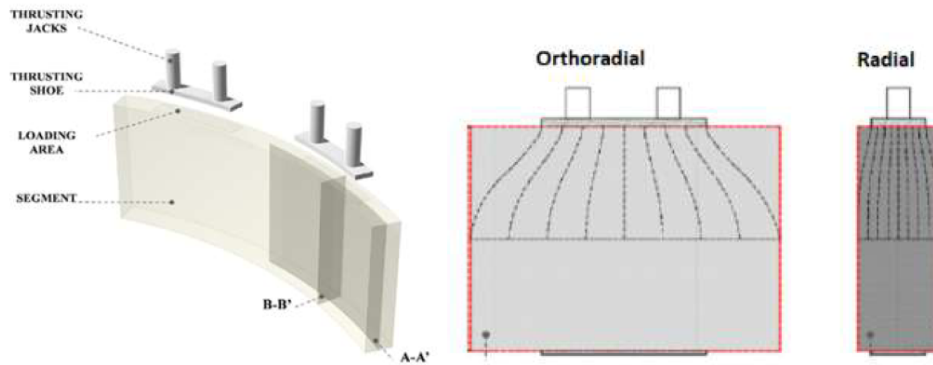 THRUSTING
JACKS
THRUSTING
SHOE
LOADING
AREA
SEGMENT
B-B'
A-A'
Orthoradial
Radial